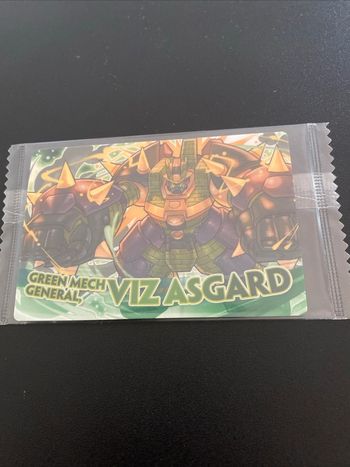 GREEN MECH
GENERAL,
VIZ ASGARD